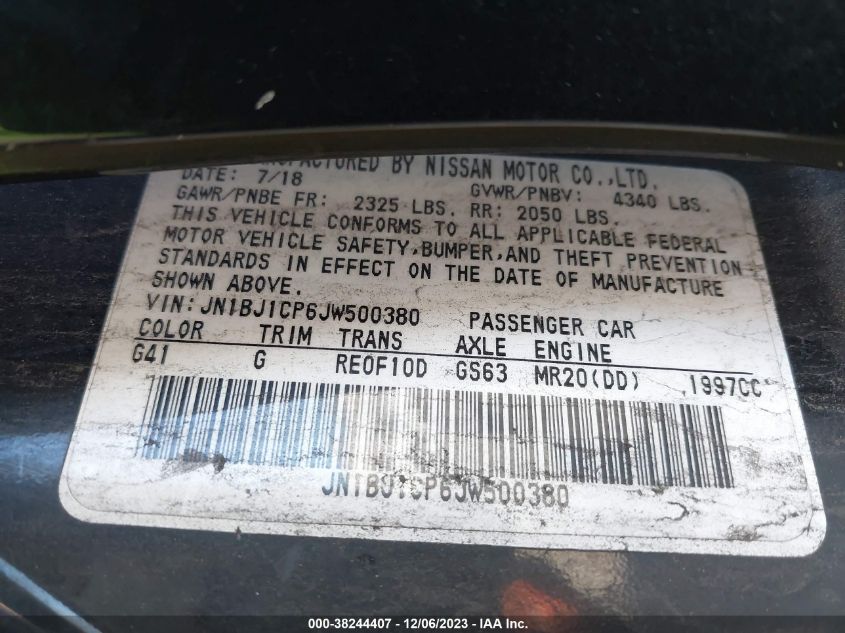 MANUFACTURED BY NISSAN MOTOR CO.,LTD.
DATE: 7/18 GVWR/PNBV: 4340 LBS.
GAWR/PNBE FR: 2325 LBS. RR: 2050 LBS.
THIS VEHICLE CONFORMS TO ALL APPLICABLE FEDERAL
MOTOR VEHICLE SAFETY,BUMPER,AND THEFT PREVENTION
STANDARDS IN EFFECT ON THE DATE OF MANUFACTURE
SHOWN ABOVE.
VIN:JN1BJ1CP6JW500380 PASSENGER CAR
COLOR TRIM TRANS AXLE ENGINE
G41 G RE0F10D GS63 MR20(DD) 1997CC
JN1BJ1CP6JW500380
000-38244407 - 12/06/2023 - IAA Inc.